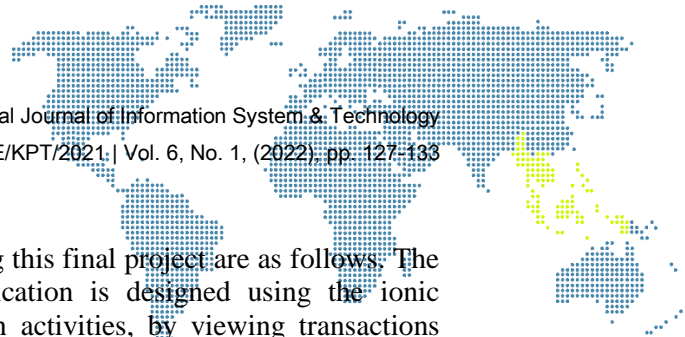 al Journal of Information System & Technology
E/KPT/2021 | Vol. 6, No. 1, (2022), pp. 127-133
g this final project are as follows. The
ication is designed using the ionic
n activities, by viewing transactions